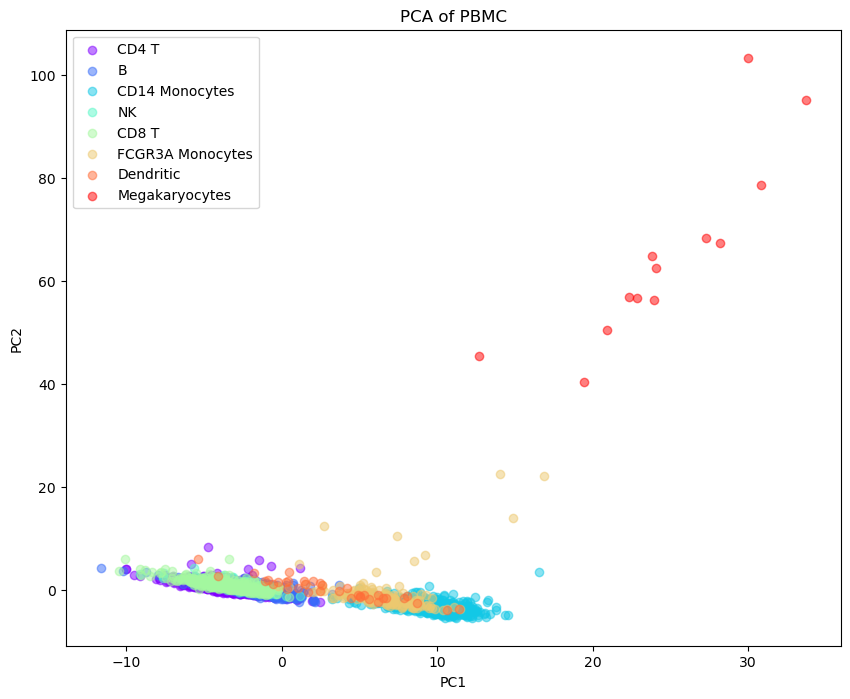 PCA of PBMC
CD4 T
B
CD14 Monocytes
NK
CD8 T
FCGR3A Monocytes
Dendritic
Megakaryocytes
100
80
60
40
20
0
PC2
−10
0
10
20
30
PC1